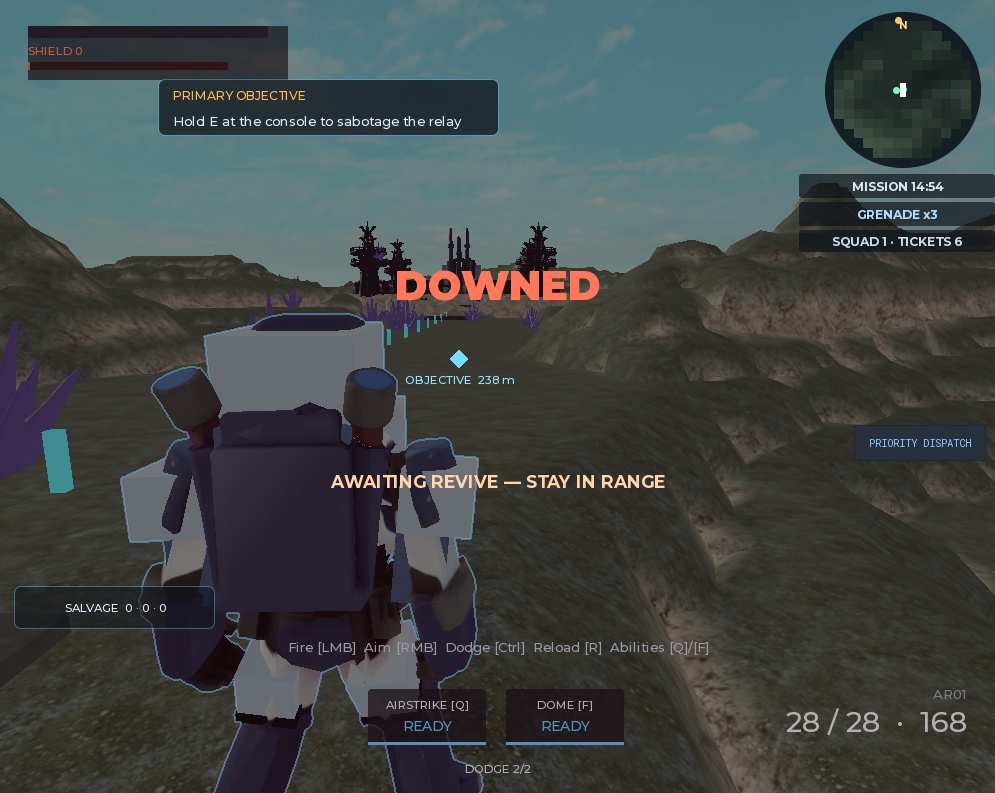 SHIELD 0
PRIMARY OBJECTIVE
Hold E at the console to sabotage the relay
N
MISSION 14:54
GRENADE x3
SQUAD 1 · TICKETS 6
DOWNED
OBJECTIVE 238 m
PRIORITY DISPATCH
AWAITING REVIVE — STAY IN RANGE
SALVAGE 0 · 0 · 0
Fire [LMB] Aim [RMB] Dodge [Ctrl] Reload [R] Abilities [Q]/[F]
AIRSTRIKE [Q]
READY
DOME [F]
READY
AR01
28 / 28 · 168
DODGE 2/2